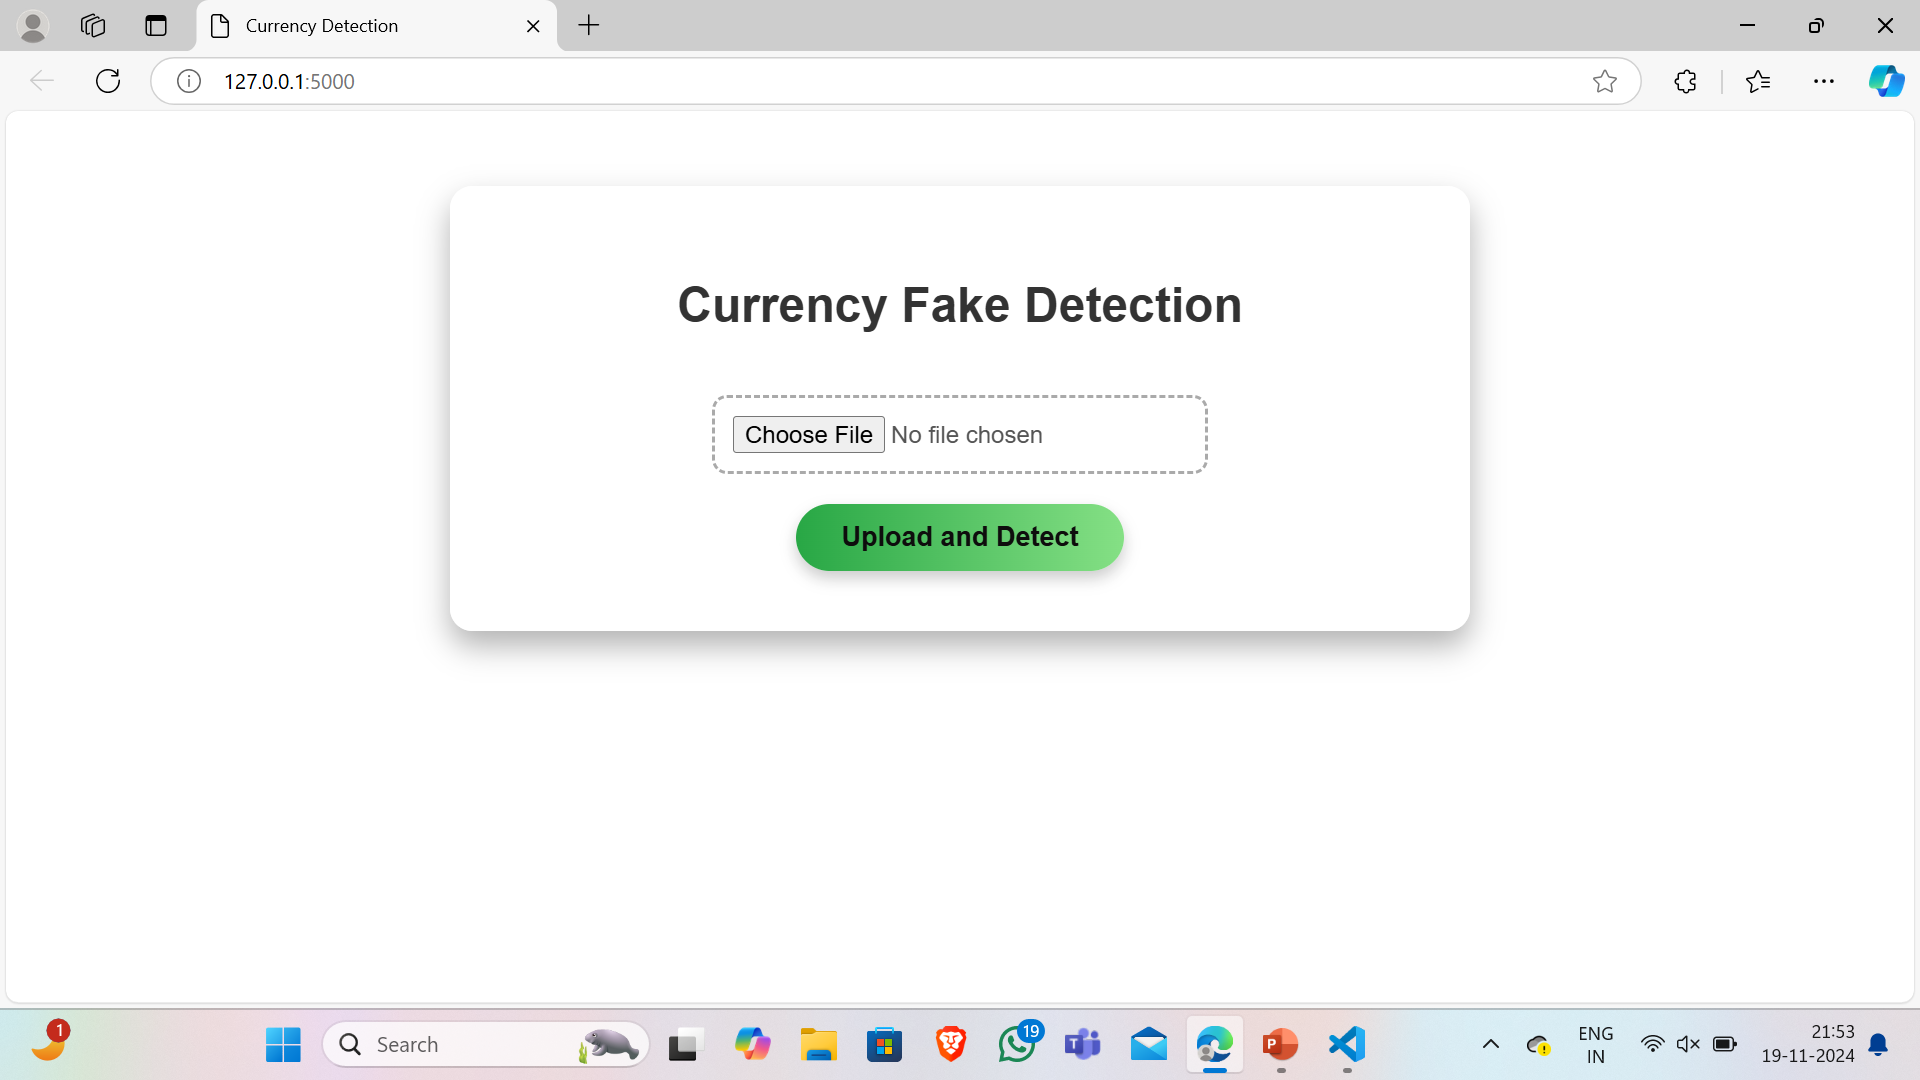 Currency Detection
127.0.0.1:5000
Currency Fake Detection
Choose File No file chosen
Upload and Detect
1
Search
19
T
P
ENG
IN
21:53
19-11-2024